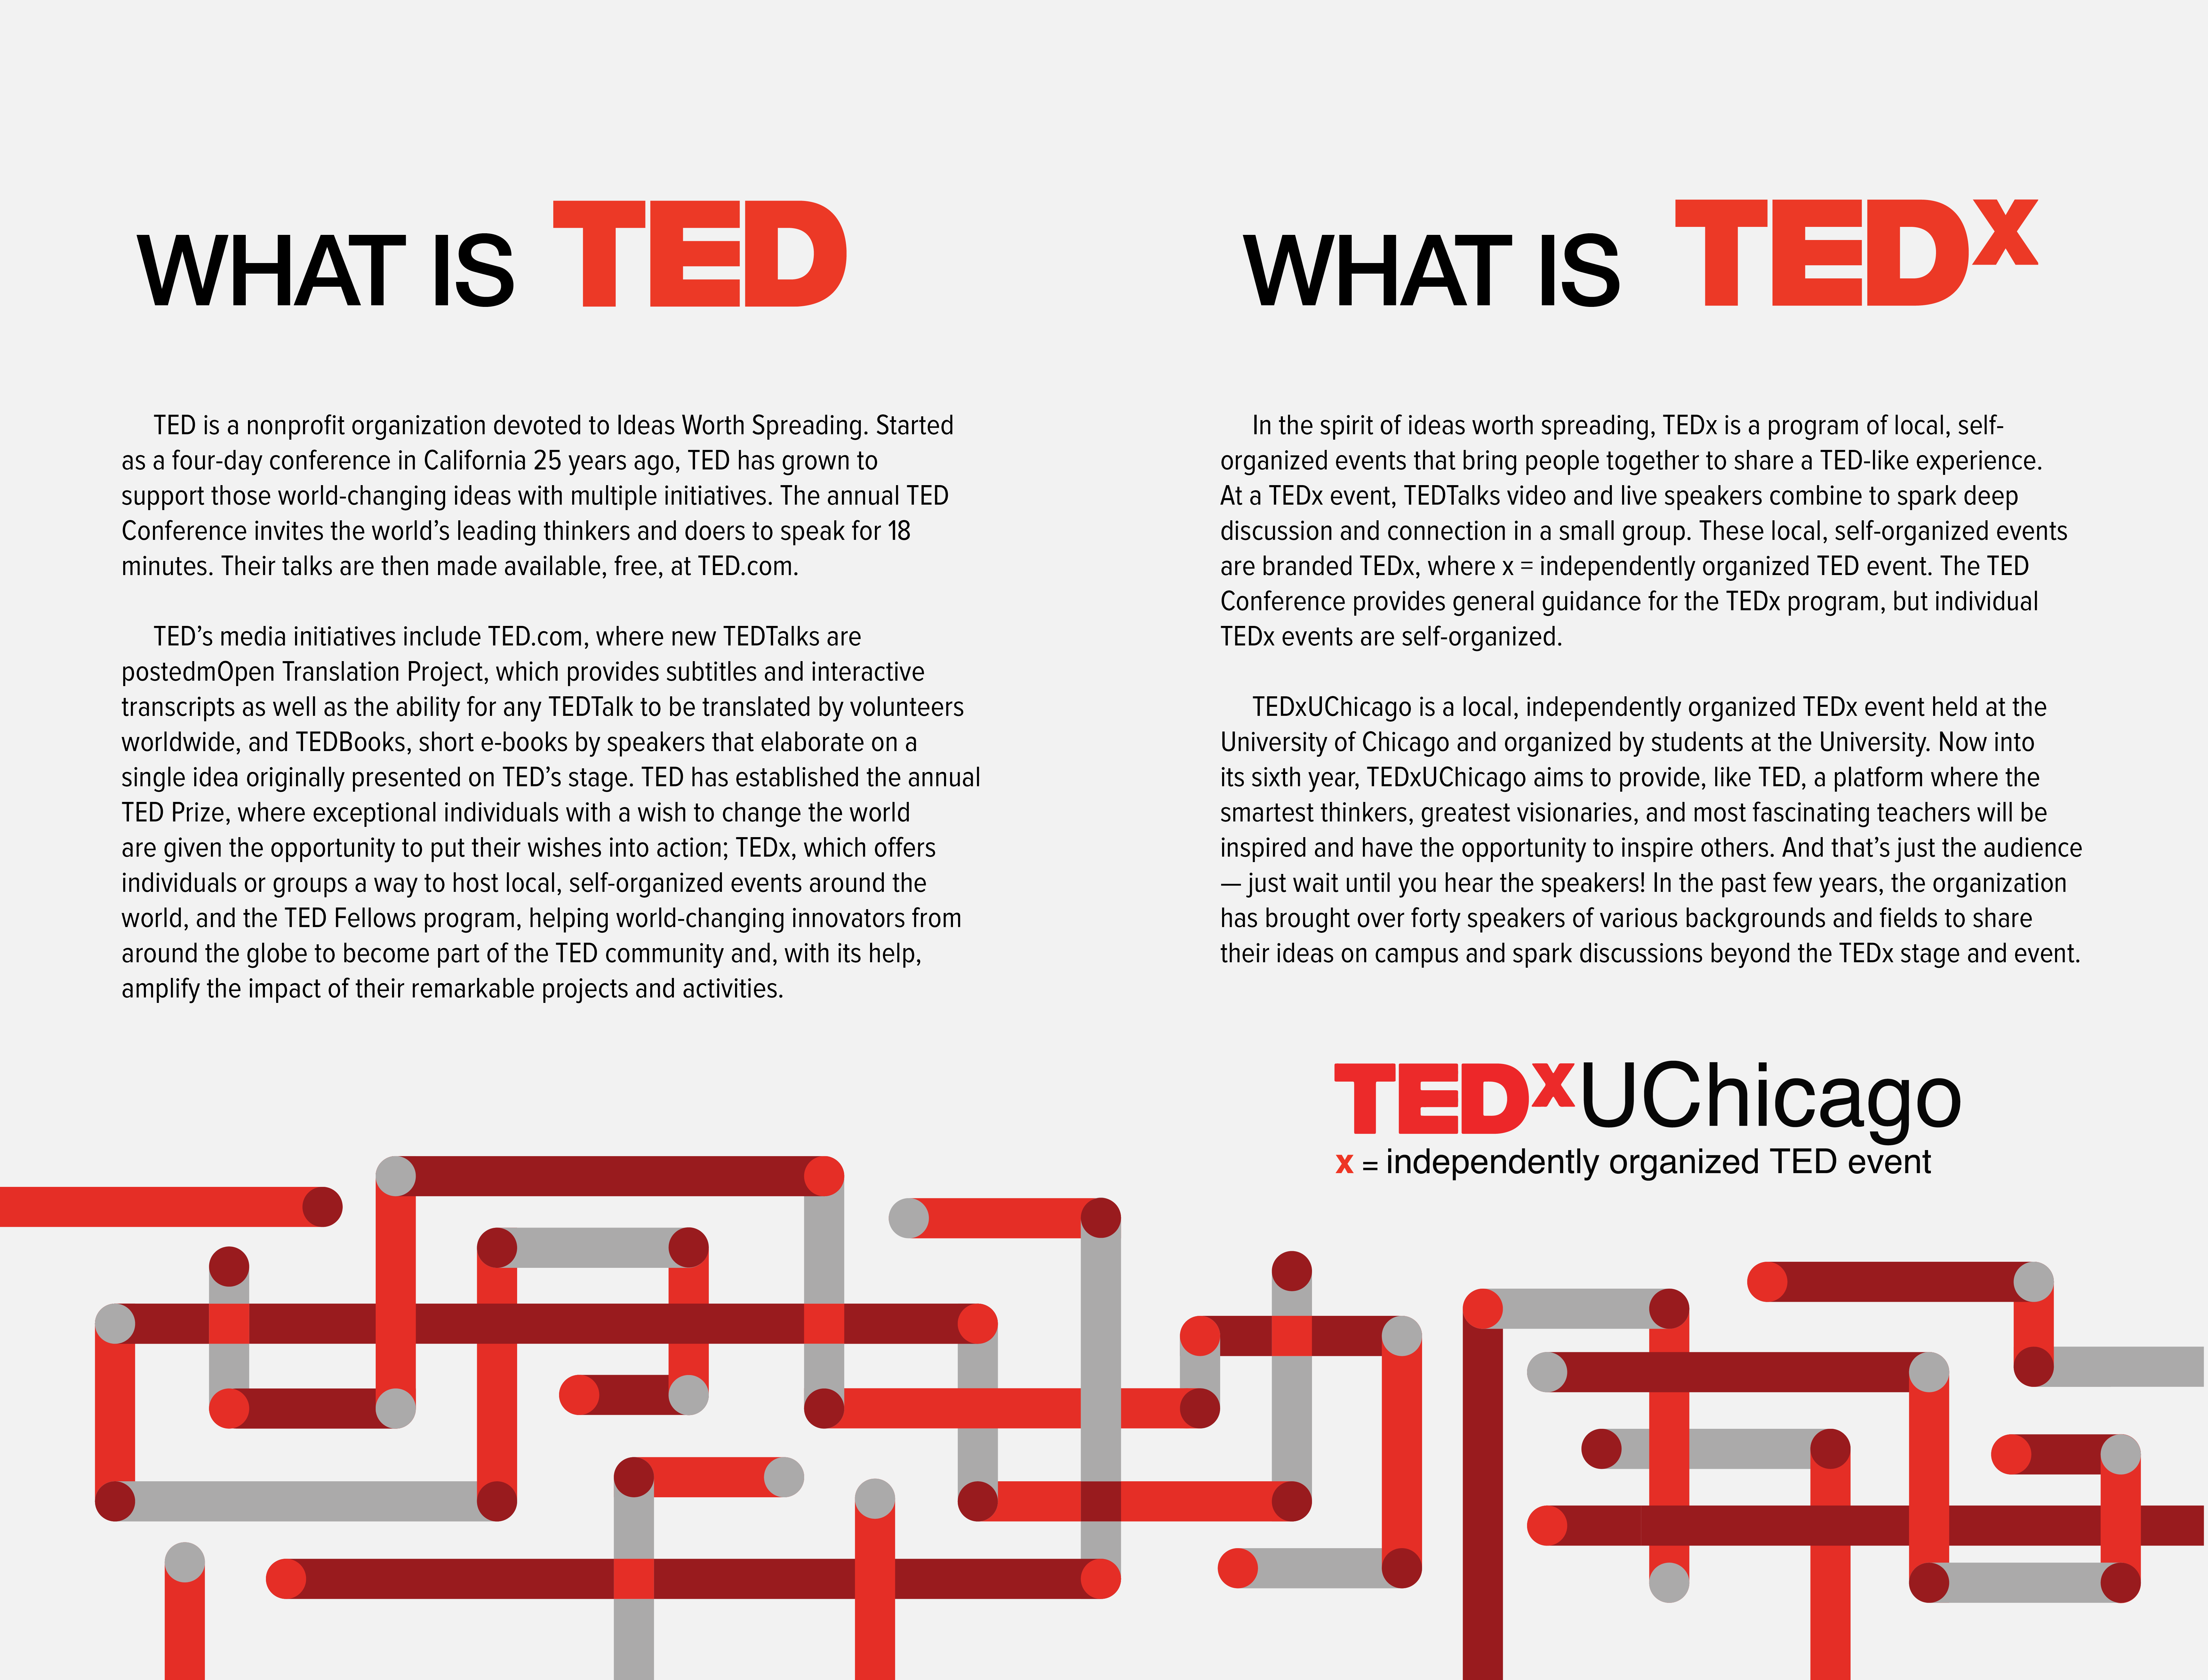 WHAT IS TED
TED is a nonprofit organization devoted to Ideas Worth Spreading. Started
as a four-day conference in California 25 years ago, TED has grown to
support those world-changing ideas with multiple initiatives. The annual TED
Conference invites the world’s leading thinkers and doers to speak for 18
minutes. Their talks are then made available, free, at TED.com.
TED’s media initiatives include TED.com, where new TEDTalks are
postedmOpen Translation Project, which provides subtitles and interactive
transcripts as well as the ability for any TEDTalk to be translated by volunteers
worldwide, and TEDBooks, short e-books by speakers that elaborate on a
single idea originally presented on TED’s stage. TED has established the annual
TED Prize, where exceptional individuals with a wish to change the world
are given the opportunity to put their wishes into action; TEDx, which offers
individuals or groups a way to host local, self-organized events around the
world, and the TED Fellows program, helping world-changing innovators from
around the globe to become part of the TED community and, with its help,
amplify the impact of their remarkable projects and activities.
WHAT IS TEDx
In the spirit of ideas worth spreading, TEDx is a program of local, self-
organized events that bring people together to share a TED-like experience.
At a TEDx event, TEDTalks video and live speakers combine to spark deep
discussion and connection in a small group. These local, self-organized events
are branded TEDx, where x = independently organized TED event. The TED
Conference provides general guidance for the TEDx program, but individual
TEDx events are self-organized.
TEDxUChicago is a local, independently organized TEDx event held at the
University of Chicago and organized by students at the University. Now into
its sixth year, TEDxUChicago aims to provide, like TED, a platform where the
smartest thinkers, greatest visionaries, and most fascinating teachers will be
inspired and have the opportunity to inspire others. And that’s just the audience
— just wait until you hear the speakers! In the past few years, the organization
has brought over forty speakers of various backgrounds and fields to share
their ideas on campus and spark discussions beyond the TEDx stage and event.
TEDxUChicago
x = independently organized TED event